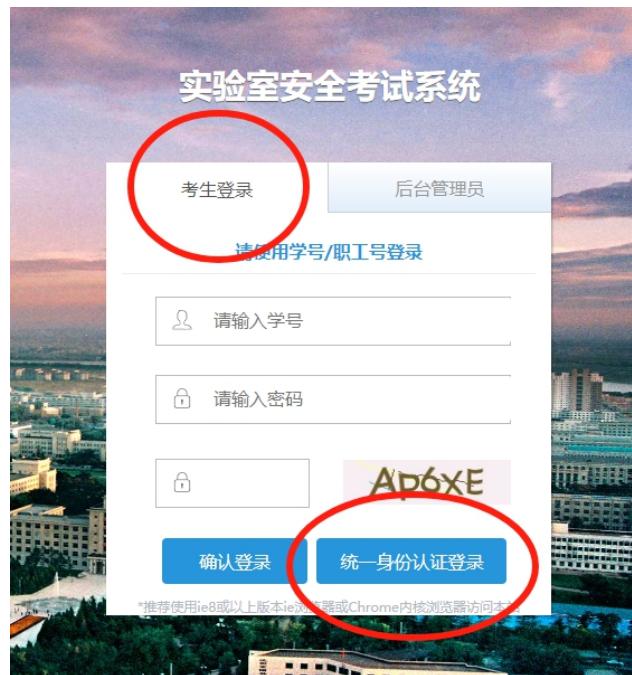 实验室安全考试系统
考生登录
后台管理员
请使用学号/职工号登录
请输入学号
请输入密码
AP6XE
确认登录
统一身份认证登录
*推荐使用ie8或以上版本ie浏览器或Chrome内核浏览器访问本站